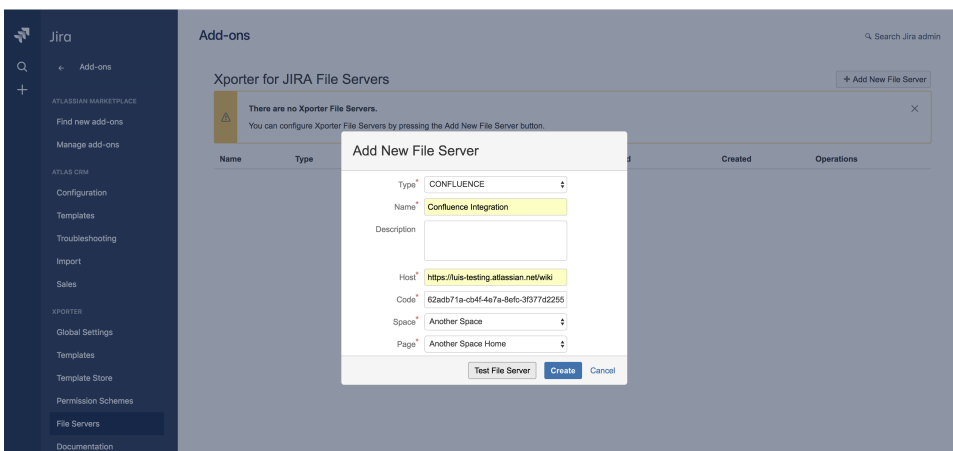 Jira
Add-ons
Search Jira admin
← Add-ons
Xporter for JIRA File Servers
+ Add New File Server
ATLASSIAN MARKETPLACE
There are no Xporter File Servers.
Find new add-ons
You can configure Xporter File Servers by pressing the Add New File Server button.
Manage add-ons
Name Type Created Operations
ATLAS CRM
Configuration
Templates
Troubleshooting
Import
Sales
XPORTER
Global Settings
Templates
Template Store
Permission Schemes
File Servers
Documentation
Add New File Server
Type* CONFLUENCE
Name* Confluence Integration
Description
Host* https://luis-testing.atlassian.net/wiki
Code* 62adb71a-cb4f-4e7a-8efc-3f377d2255
Space* Another Space
Page* Another Space Home
Test File Server Create Cancel